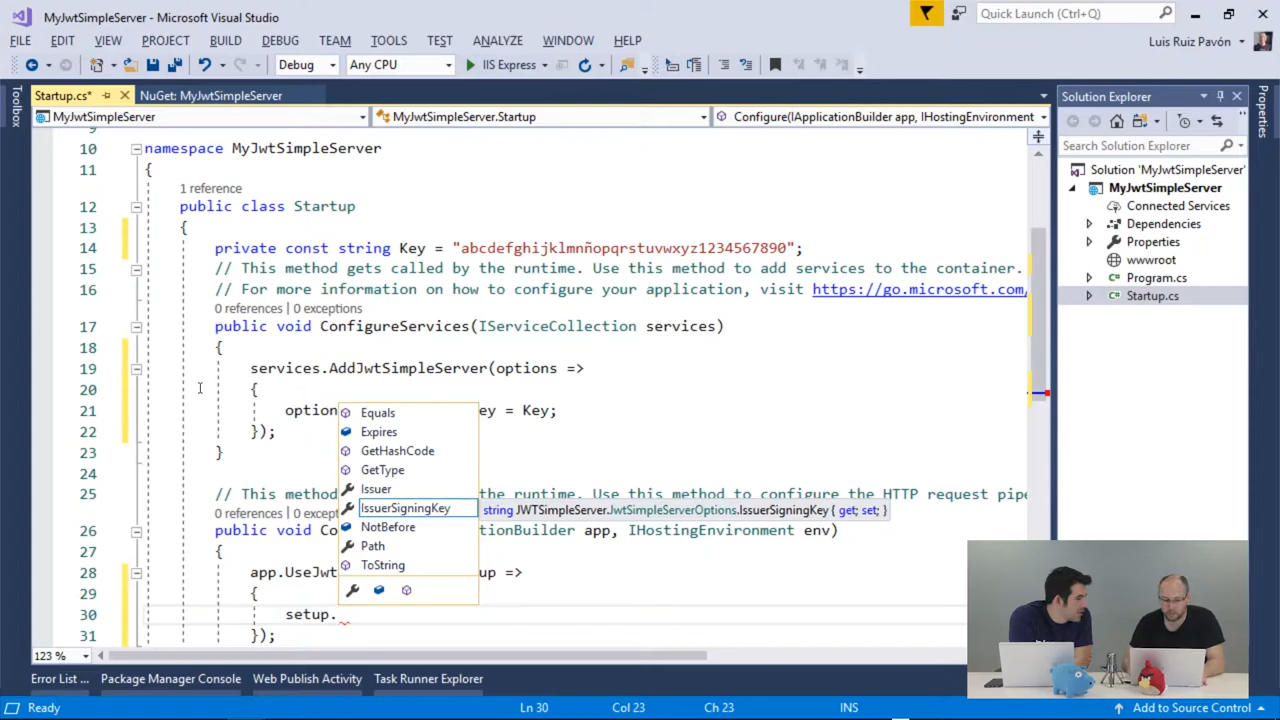 MyJwtSimpleServer - Microsoft Visual Studio
Quick Launch (Ctrl+Q)
FILE EDIT VIEW PROJECT BUILD DEBUG TEAM TOOLS TEST ANALYZE WINDOW HELP
Luis Ruiz Pavón
Debug Any CPU IIS Express
Toolbox
Startup.cs* NuGet: MyJwtSimpleServer
MyJwtSimpleServer MyJwtSimpleServer.Startup Configure(IApplicationBuilder app, IHostingEnvironment
9
10 namespace MyJwtSimpleServer
11 {
1 reference
12 public class Startup
13 {
14 private const string Key = "abcdefghijklmnñopqrstuvwxyz1234567890";
15 // This method gets called by the runtime. Use this method to add services to the container.
16 // For more information on how to configure your application, visit https://go.microsoft.com/
0 references | 0 exceptions
17 public void ConfigureServices(IServiceCollection services)
18 {
19 services.AddJwtSimpleServer(options =>
20 {
21 option ey = Key;
22 });
23 }
24
25 // This method the runtime. Use this method to configure the HTTP request pipe
0 references | 0 excep
26 public void Co tionBuilder app, IHostingEnvironment env)
27 {
28 app.UseJwt up =>
29 {
30 setup.
31 });
Equals
Expires
GetHashCode
GetType
Issuer
IssuerSigningKey
NotBefore
Path
ToString
string JWTSimpleServer.JwtSimpleServerOptions.IssuerSigningKey { get; set; }
Solution Explorer
Search Solution Explorer
Solution 'MyJwtSimpleServer'
MyJwtSimpleServer
Connected Services
Dependencies
Properties
wwwroot
Program.cs
Startup.cs
Properties
123 %
Error List ... Package Manager Console Web Publish Activity Task Runner Explorer
Ready Ln 30 Col 23 Ch 23 INS Add to Source Control